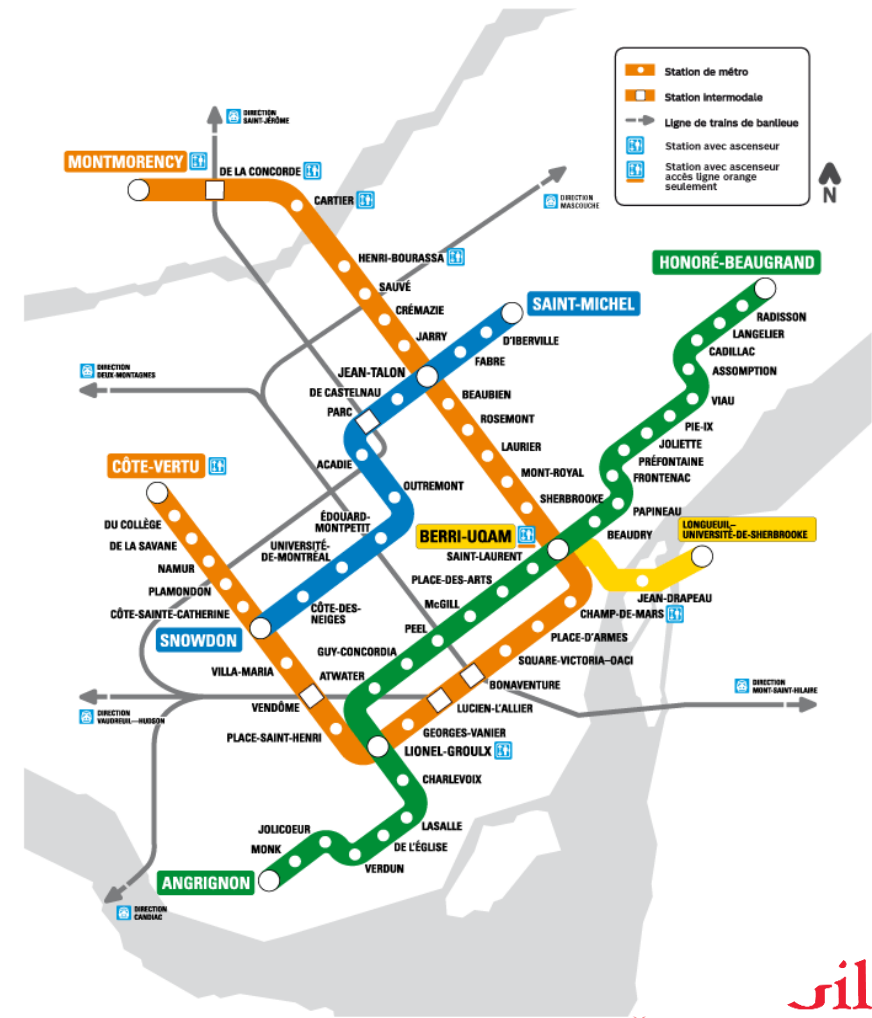 Station de métro
Station intermodale
Ligne de trains de banlieue
Station avec ascenseur
Station avec ascenseur
accès ligne orange
seulement
N
DIRECTION
SAINT-JÉRÔME
MONTMORENCY
DE LA CONCORDE
CARTIER
DIRECTION
MASCOUCHE
HENRI-BOURASSA
HONORÉ-BEAUGRAND
SAUVÉ
SAINT-MICHEL
CRÉMAZIE
RADISSON
LANGELIER
JARRY
D'IBERVILLE
CADILLAC
FABRE
DIRECTION
DEUX-MONTAGNES
JEAN-TALON
ASSOMPTION
DE CASTELNAU
BEAUBIEN
VIAU
PARC
ROSEMONT
PIE-IX
JOLIETTE
LAURIER
PRÉFONTAINE
CÔTE-VERTU
ACADIE
MONT-ROYAL
FRONTENAC
OUTREMONT
SHERBROOKE
PAPINEAU
DU COLLÈGE
ÉDOUARD-
MONTPETIT
BERRI-UQAM
BEAUDRY
LONGUEUIL–
UNIVERSITÉ-DE-SHERBROOKE
DE LA SAVANE
UNIVERSITÉ-
DE-MONTRÉAL
SAINT-LAURENT
NAMUR
PLACE-DES-ARTS
PLAMONDON
JEAN-DRAPEAU
McGILL
CÔTE-SAINTE-CATHERINE
CÔTE-DES-
NEIGES
CHAMP-DE-MARS
SNOWDON
PEEL
PLACE-D'ARMES
GUY-CONCORDIA
SQUARE-VICTORIA–OACI
VILLA-MARIA
ATWATER
BONAVENTURE
DIRECTION
MONT-SAINT-HILAIRE
VENDÔME
LUCIEN-L'ALLIER
DIRECTION
VAUDREUIL—HUDSON
PLACE-SAINT-HENRI
GEORGES-VANIER
LIONEL-GROULX
CHARLEVOIX
JOLICOEUR
LASALLE
MONK
DE L'ÉGLISE
VERDUN
ANGRIGNON
DIRECTION
CANDIAC
sil